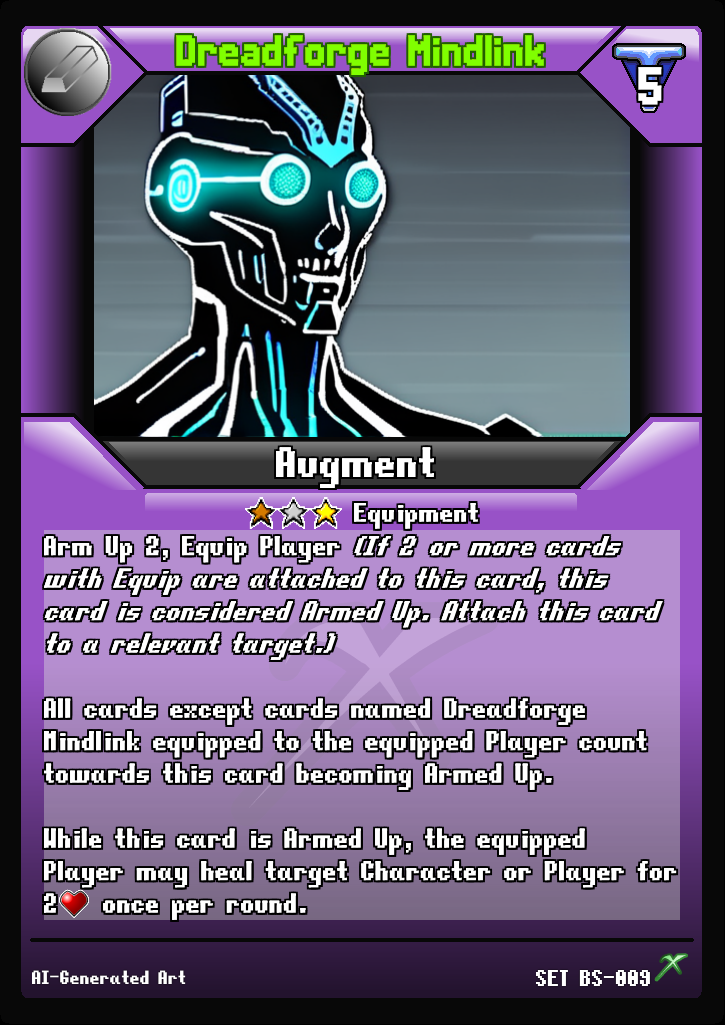 Dreadforge Mindlink
5
Augment
Equipment
Arm Up 2, Equip Player (If 2 or more cards
with Equip are attached to this card, this
card is considered Armed Up. Attach this card
to a relevant target.)
All cards except cards named Dreadforge
Mindlink equipped to the equipped Player count
towards this card becoming Armed Up.
While this card is Armed Up, the equipped
Player may heal target Character or Player for
2❤ once per round.
AI-Generated Art
SET BS-009